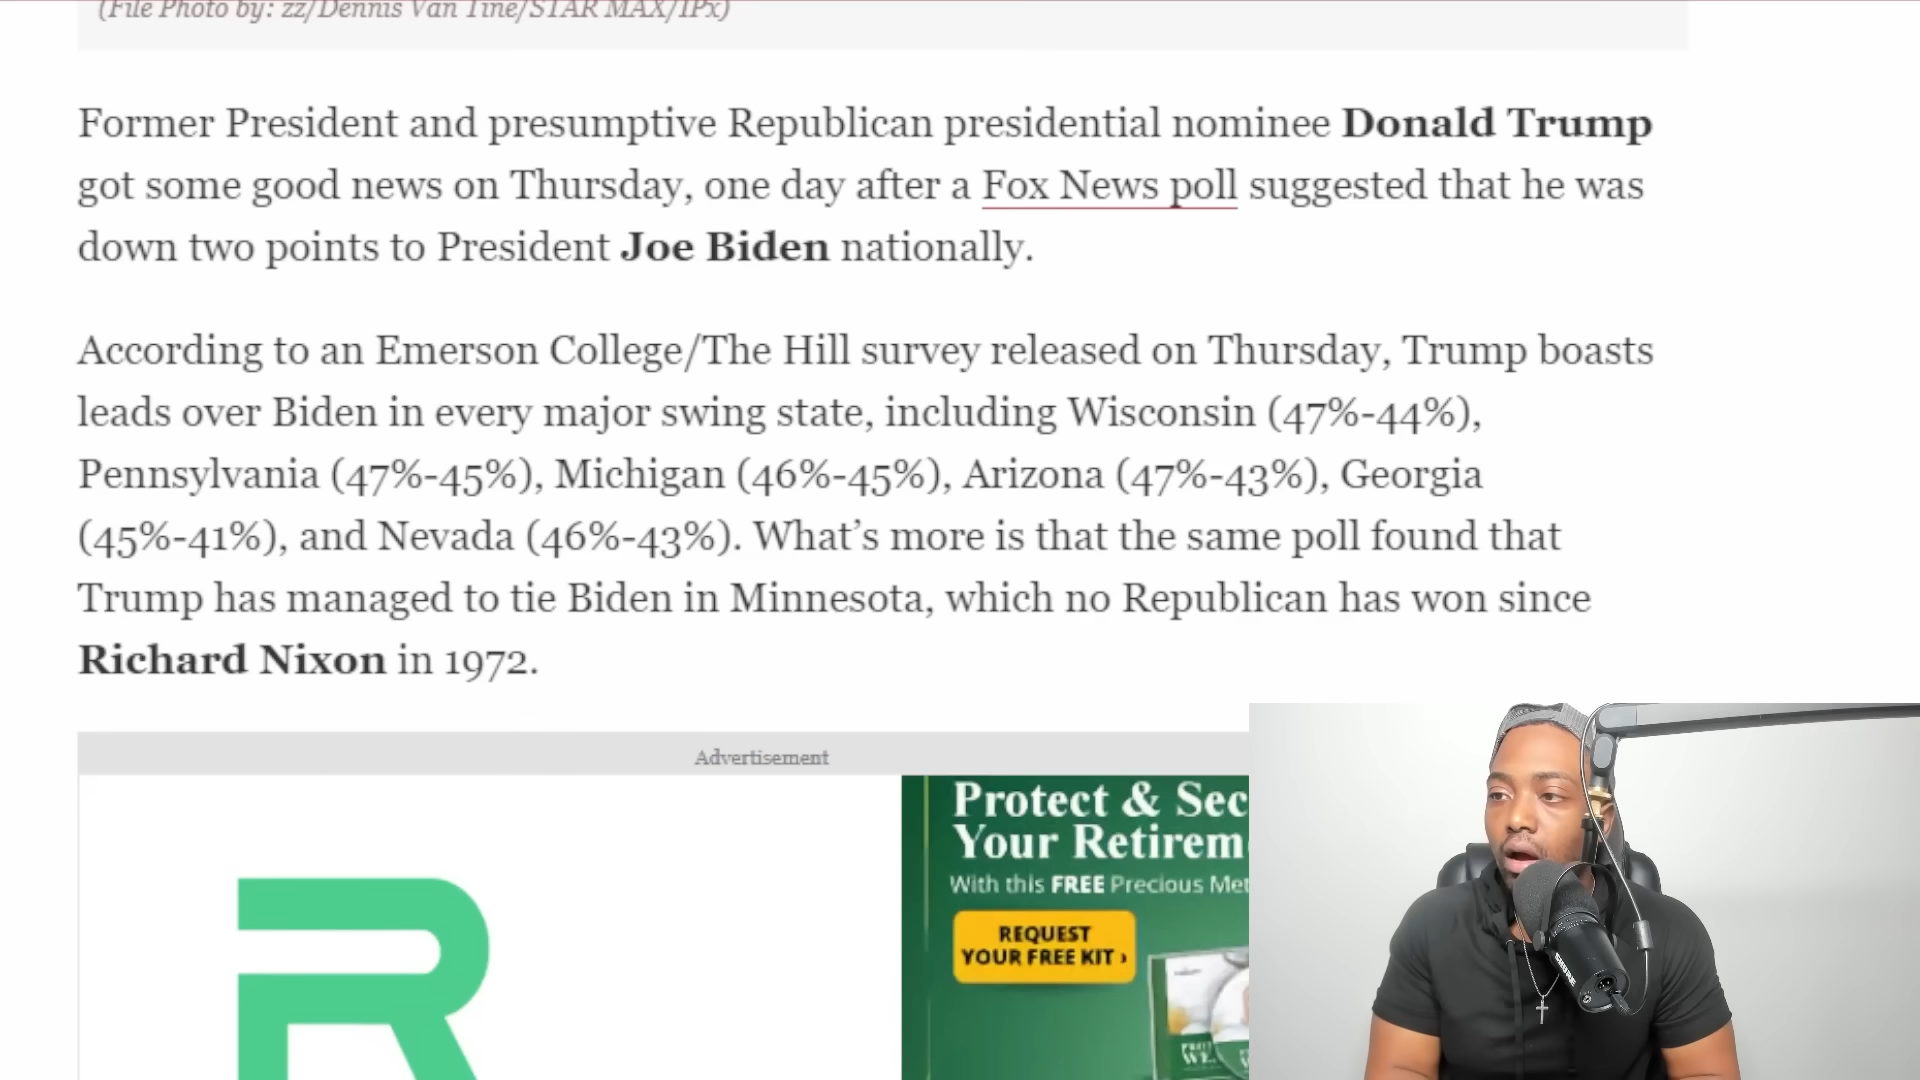 (File Photo by: zz/Dennis Van Tine/STAR MAX/IPx)
Former President and presumptive Republican presidential nominee Donald Trump
got some good news on Thursday, one day after a Fox News poll suggested that he was
down two points to President Joe Biden nationally.
According to an Emerson College/The Hill survey released on Thursday, Trump boasts
leads over Biden in every major swing state, including Wisconsin (47%-44%),
Pennsylvania (47%-45%), Michigan (46%-45%), Arizona (47%-43%), Georgia
(45%-41%), and Nevada (46%-43%). What’s more is that the same poll found that
Trump has managed to tie Biden in Minnesota, which no Republican has won since
Richard Nixon in 1972.
Advertisement
R
Protect & Sec
Your Retirem
With this FREE Precious Met
REQUEST
YOUR FREE KIT ›
SHURE